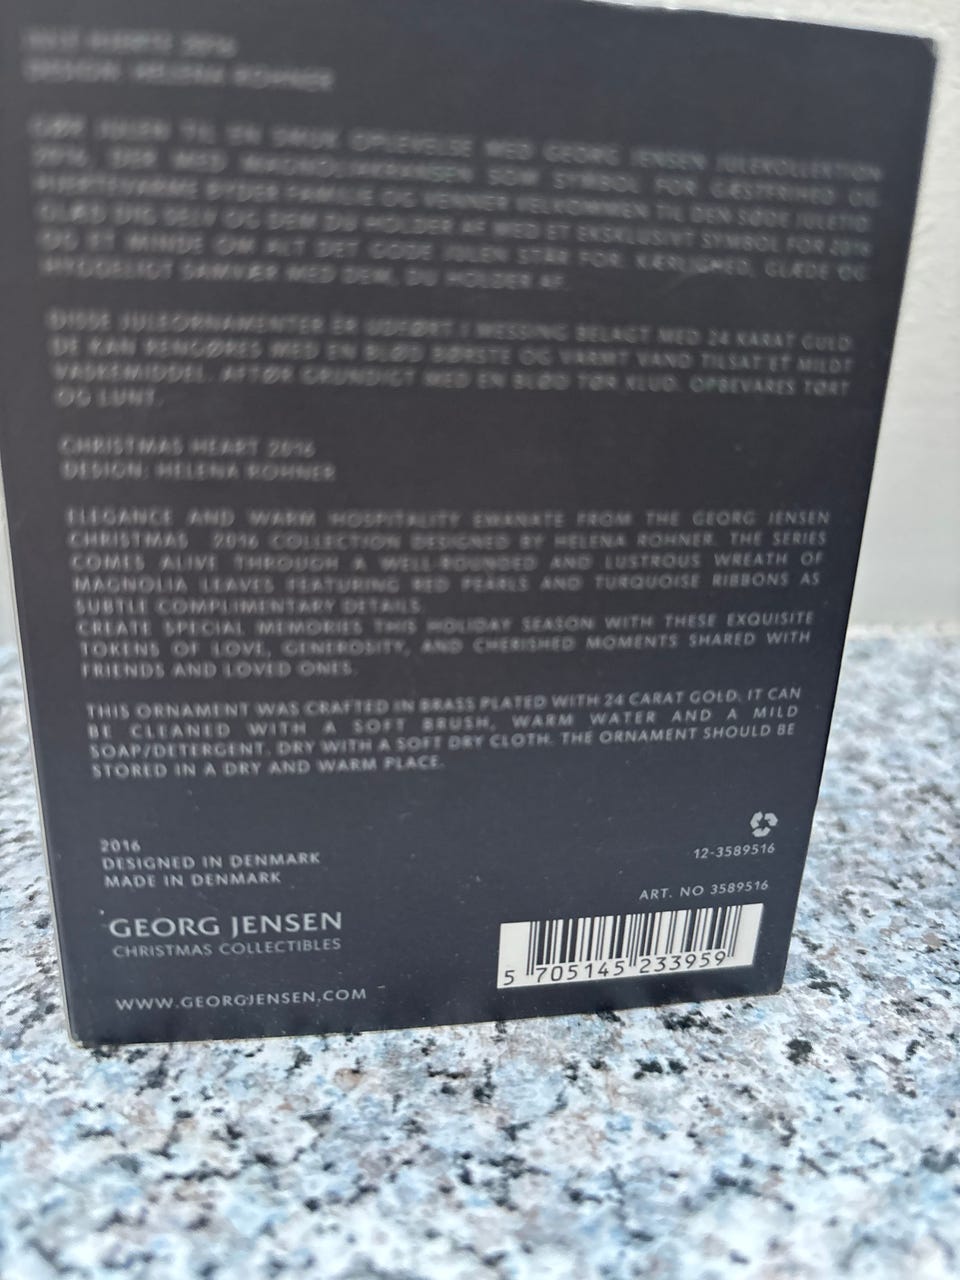 JULE HJERTE 2016
DESIGN: HELENA ROHNER
GØR JULEN TIL EN SMUK OPLEVELSE MED GEORG JENSEN JULEKOLLEKTION
2016, DER MED MAGNOLIAKRANSEN SOM SYMBOL FOR GÆSTFRIHED OG
HJERTEVARME BYDER FAMILIE OG VENNER VELKOMMEN TIL DEN SØDE JULETID
GLÆD DIG SELV OG DEM DU HOLDER AF MED ET EKSKLUSIVT SYMBOL FOR 2016
OG ET MINDE OM ALT DET GODE JULEN STÅR FOR: KÆRLIGHED, GLÆDE OG
HYGGELIGT SAMVÆR MED DEM, DU HOLDER AF.
DISSE JULEORNAMENTER ER UDFØRT I MESSING BELAGT MED 24 KARAT GULD
DE KAN RENGØRES MED EN BLØD BØRSTE OG VARMT VAND TILSAT ET MILDT
VASKEMIDDEL. AFTØR GRUNDIGT MED EN BLØD TØR KLUD. OPBEVARES TØRT
OG LUNT.
CHRISTMAS HEART 2016
DESIGN: HELENA ROHNER
ELEGANCE AND WARM HOSPITALITY EMANATE FROM THE GEORG JENSEN
CHRISTMAS 2016 COLLECTION DESIGNED BY HELENA ROHNER. THE SERIES
COMES ALIVE THROUGH A WELL-ROUNDED AND LUSTROUS WREATH OF
MAGNOLIA LEAVES FEATURING RED PEARLS AND TURQUOISE RIBBONS AS
SUBTLE COMPLIMENTARY DETAILS.
CREATE SPECIAL MEMORIES THIS HOLIDAY SEASON WITH THESE EXQUISITE
TOKENS OF LOVE, GENEROSITY, AND CHERISHED MOMENTS SHARED WITH
FRIENDS AND LOVED ONES.
THIS ORNAMENT WAS CRAFTED IN BRASS PLATED WITH 24 CARAT GOLD. IT CAN
BE CLEANED WITH A SOFT BRUSH, WARM WATER AND A MILD
SOAP/DETERGENT. DRY WITH A SOFT DRY CLOTH. THE ORNAMENT SHOULD BE
STORED IN A DRY AND WARM PLACE.
2016
DESIGNED IN DENMARK
MADE IN DENMARK
GEORG JENSEN
CHRISTMAS COLLECTIBLES
WWW.GEORGJENSEN.COM
12-3589516
ART. NO 3589516
5 705145 233959